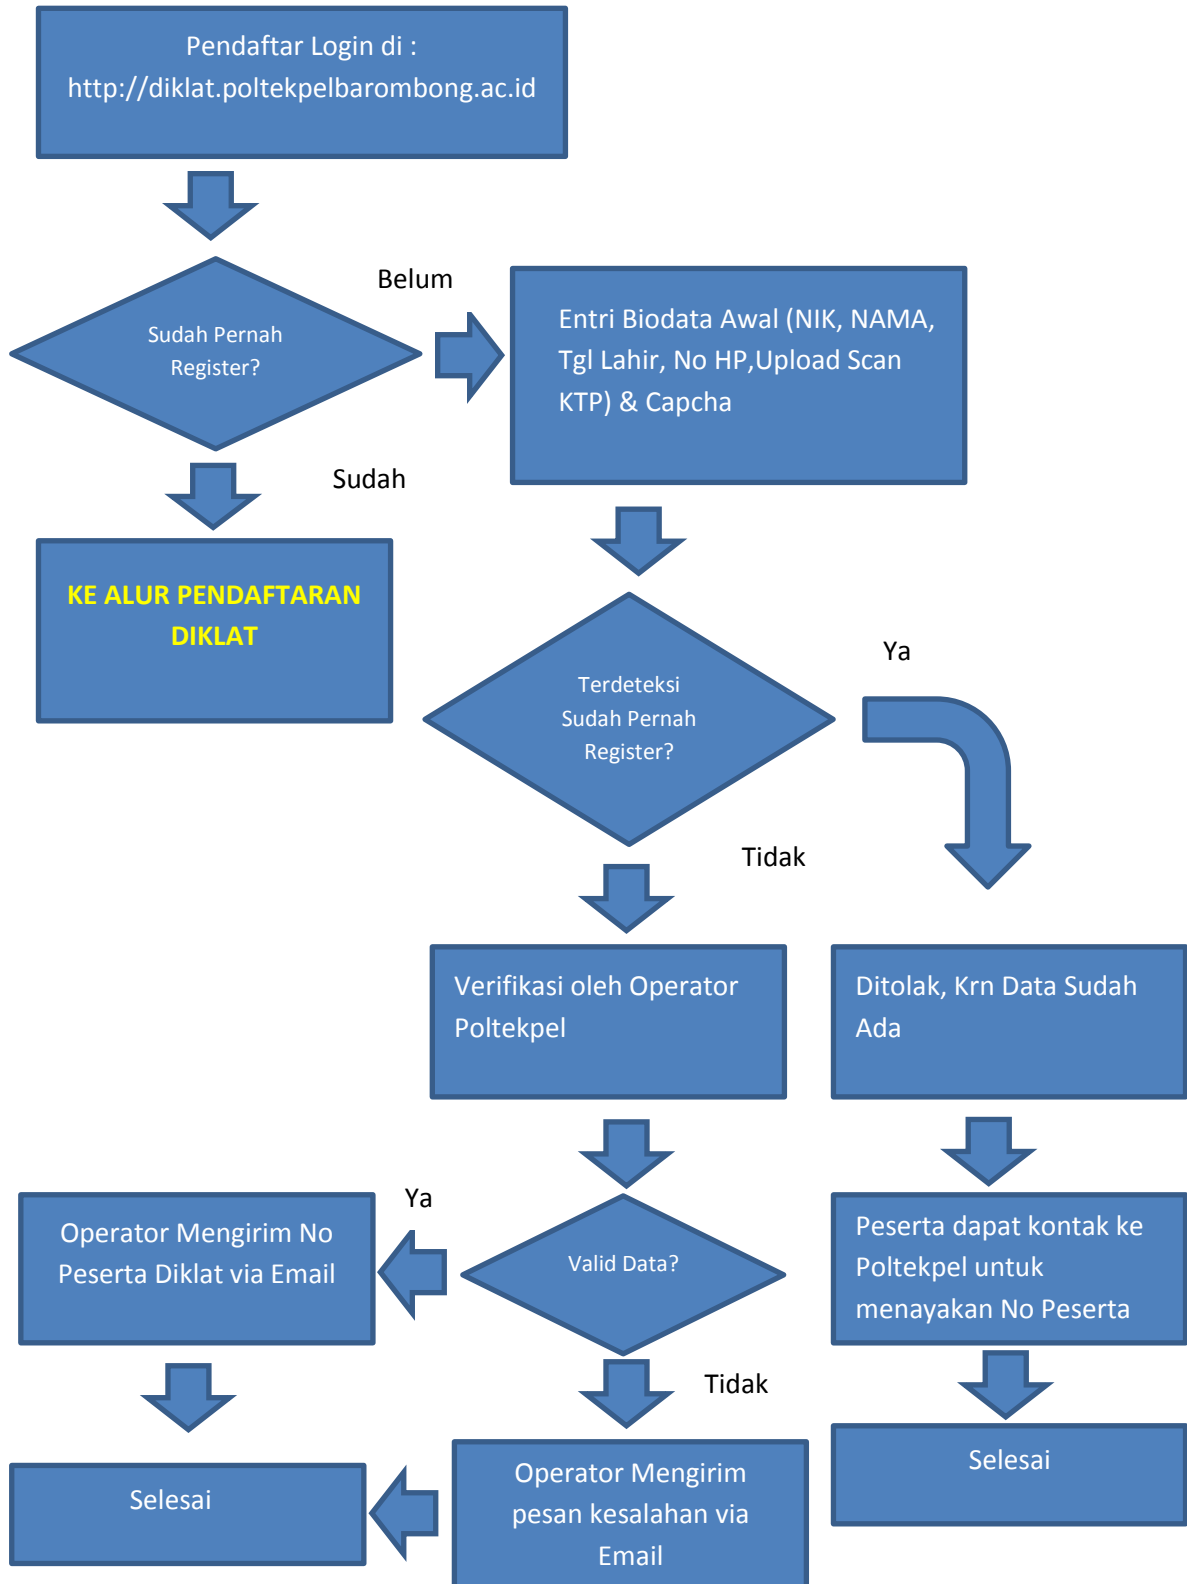 Pendaftar Login di :
http://diklat.poltekpelbarombong.ac.id
Belum
Sudah Pernah
Register?
Entri Biodata Awal (NIK, NAMA,
Tgl Lahir, No HP,Upload Scan
KTP) & Capcha
Sudah
KE ALUR PENDAFTARAN
DIKLAT
Ya
Terdeteksi
Sudah Pernah
Register?
Tidak
Verifikasi oleh Operator
Poltekpel
Ditolak, Krn Data Sudah
Ada
Ya
Operator Mengirim No
Peserta Diklat via Email
Valid Data?
Peserta dapat kontak ke
Poltekpel untuk
menayakan No Peserta
Tidak
Selesai
Operator Mengirim
pesan kesalahan via
Email
Selesai